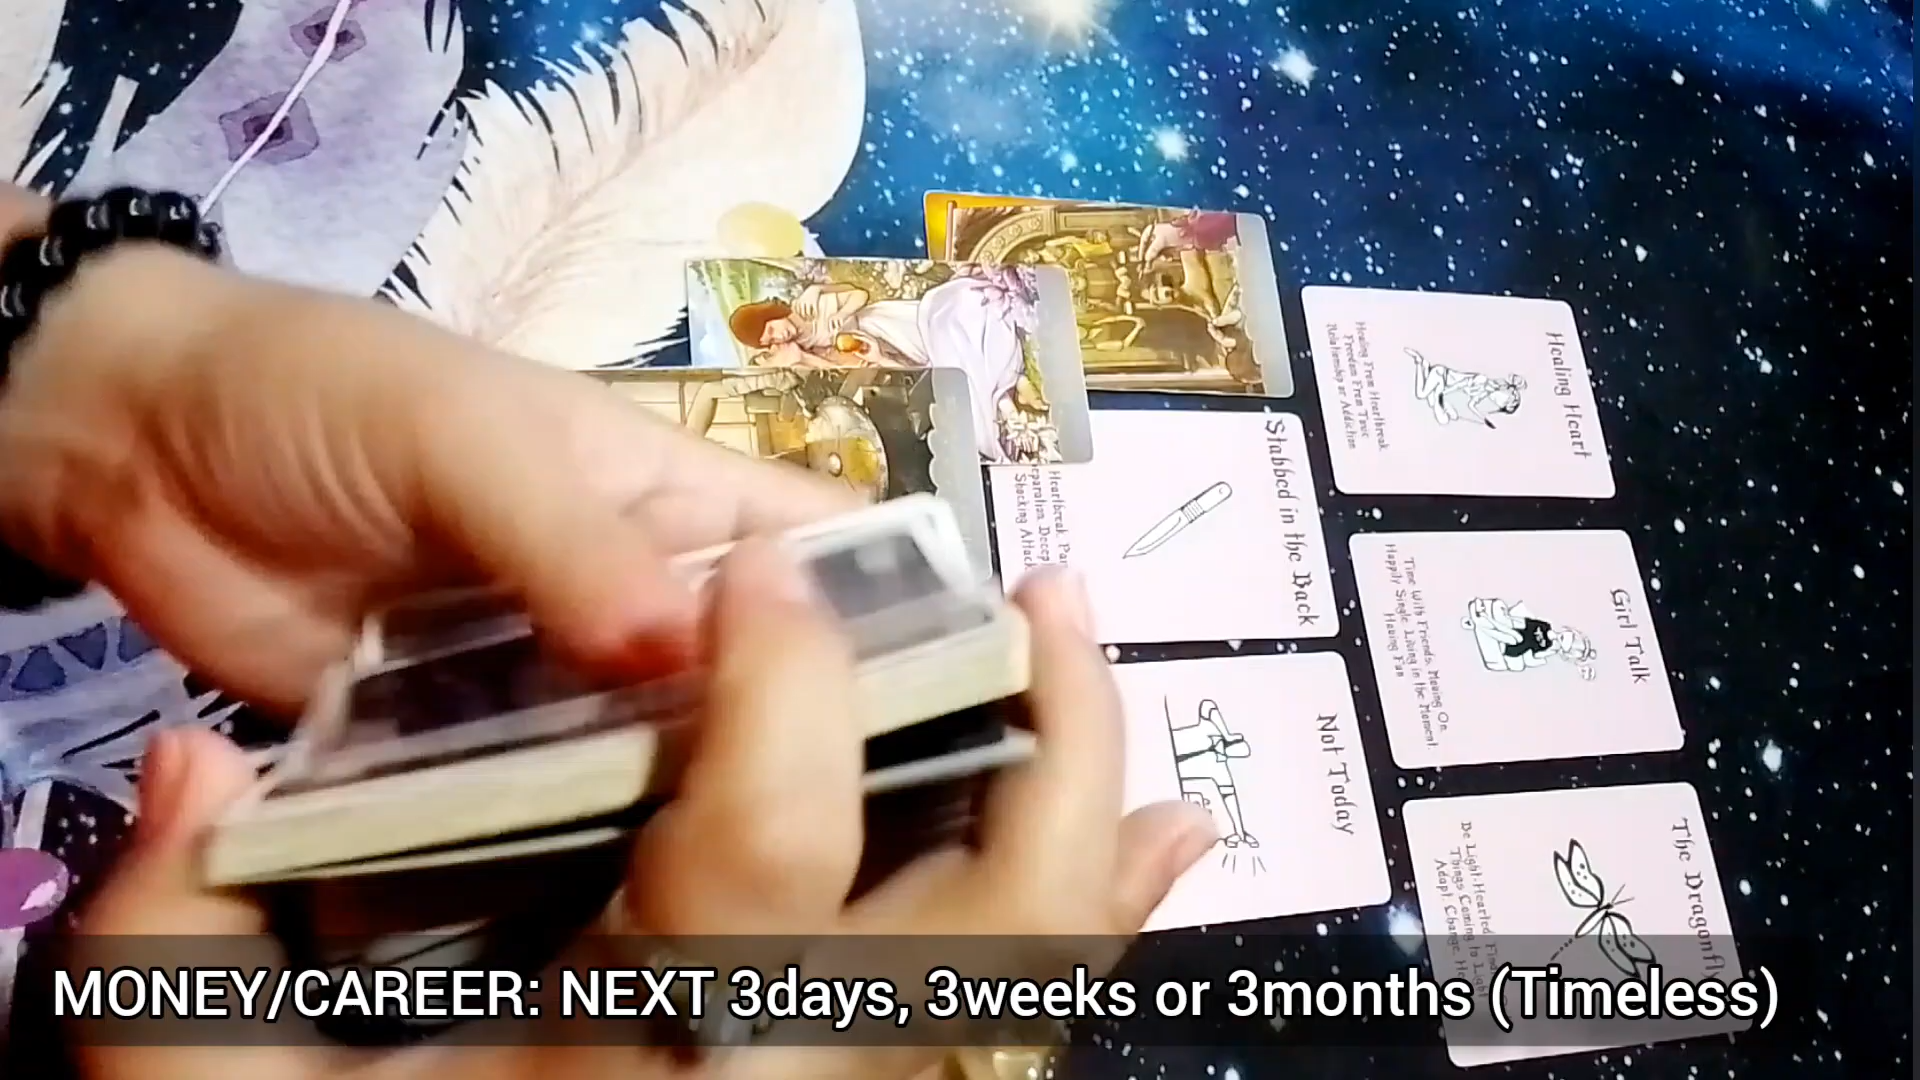 Healing Heart
Healing From Heartbreak
Freedom From Toxic
Relationship or Addiction
Stabbed in the Back
Heartbreak,
Shocking Attack
Girl Talk
Time With Friends. Moving On.
Happily Single. Living in the Moment.
Having Fun
Not Today
The Dragonfly
Be Light-Hearted.
Things Coming to Light
Adapt. Change.
MONEY/CAREER: NEXT 3days, 3weeks or 3months (Timeless)